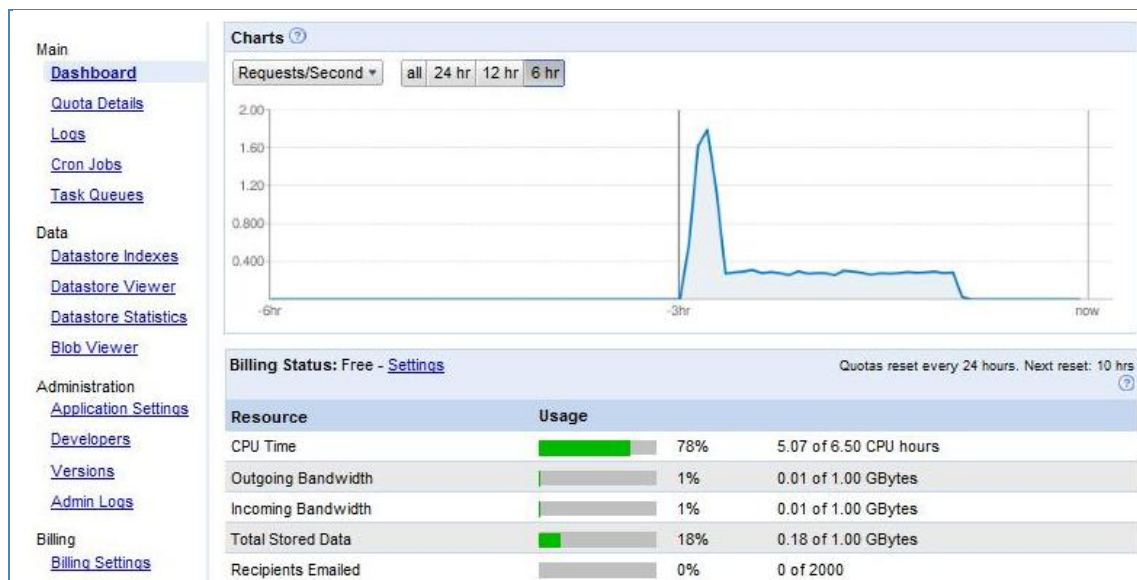 Main
Dashboard
Quota Details
Logs
Cron Jobs
Task Queues
Data
Datastore Indexes
Datastore Viewer
Datastore Statistics
Blob Viewer
Administration
Application Settings
Developers
Versions
Admin Logs
Billing
Billing Settings
Charts ?
Requests/Second all 24 hr 12 hr 6 hr
2.00
1.60
1.20
0.800
0.400
-6hr -3hr now
Billing Status: Free - Settings Quotas reset every 24 hours. Next reset: 10 hrs
?
Resource Usage
CPU Time 78% 5.07 of 6.50 CPU hours
Outgoing Bandwidth 1% 0.01 of 1.00 GBytes
Incoming Bandwidth 1% 0.01 of 1.00 GBytes
Total Stored Data 18% 0.18 of 1.00 GBytes
Recipients Emailed 0% 0 of 2000